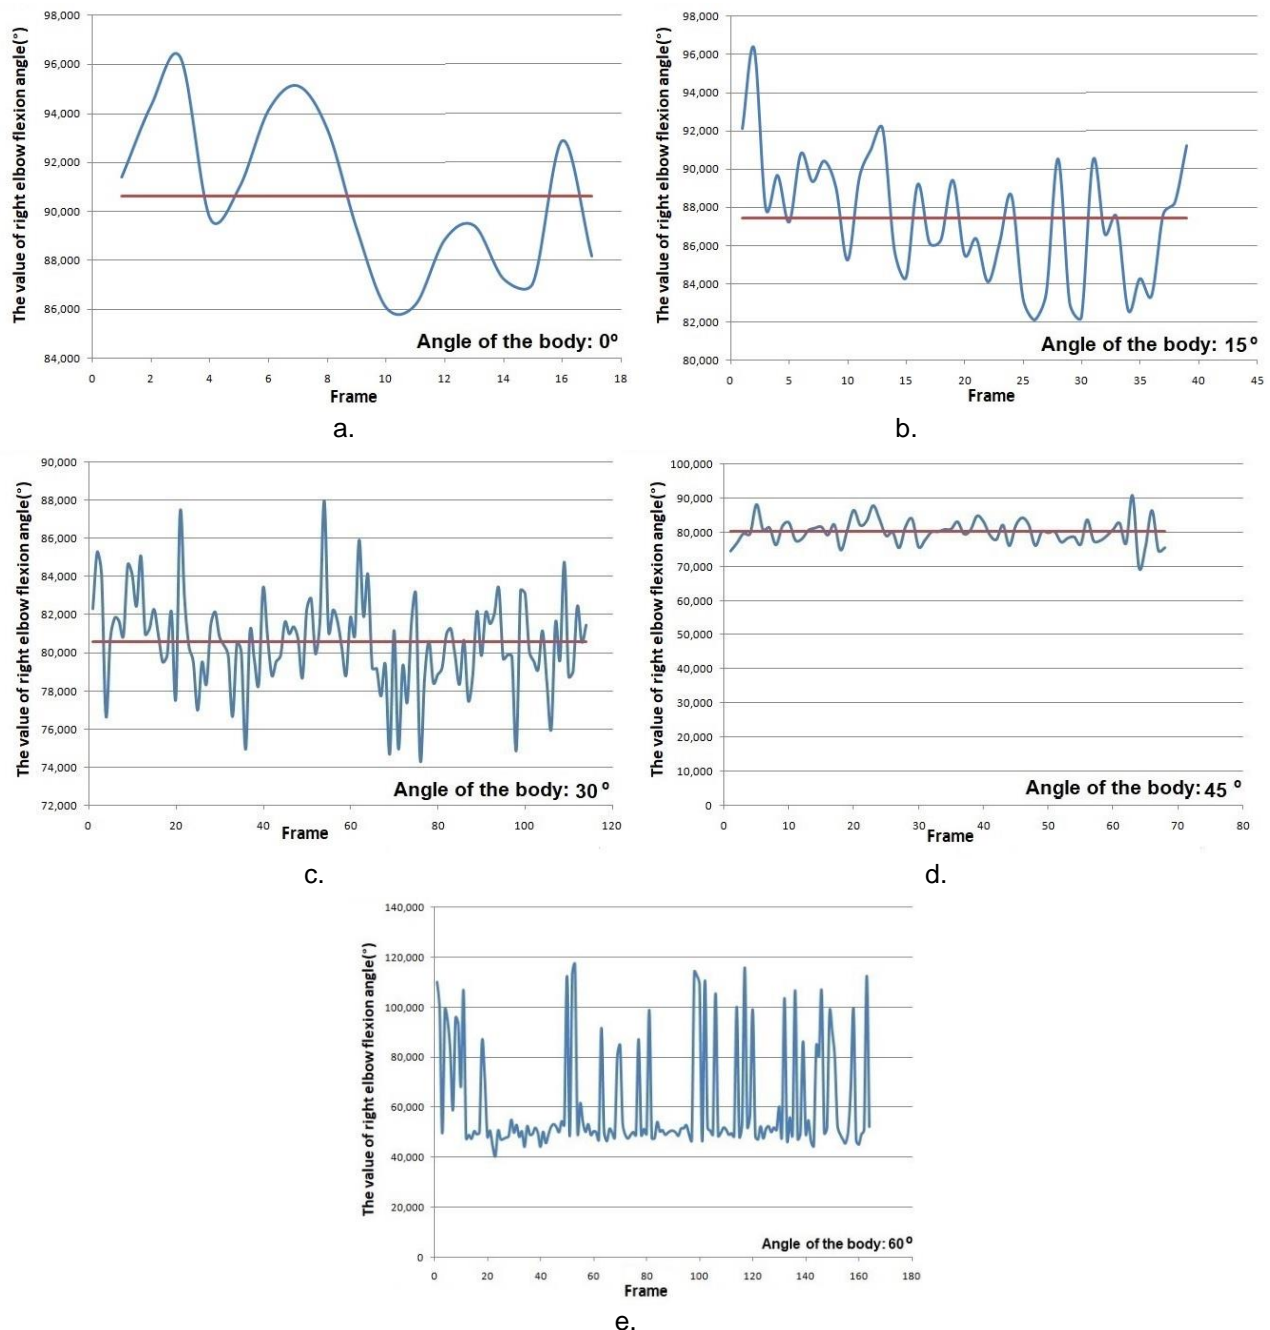 The value of right elbow flexion angle(°)
98,000
96,000
94,000
92,000
90,000
88,000
86,000
84,000
0 2 4 6 8 10 12 14 16 18
Angle of the body: 0º
Frame
a.
The value of right elbow flexion angle(°)
98,000
96,000
94,000
92,000
90,000
88,000
86,000
84,000
82,000
80,000
0 5 10 15 20 25 30 35 40 45
Angle of the body: 15º
Frame
b.
The value of right elbow flexion angle(°)
90,000
88,000
86,000
84,000
82,000
80,000
78,000
76,000
74,000
72,000
0 20 40 60 80 100 120
Angle of the body: 30º
Frame
c.
The value of right elbow flexion angle(°)
100,000
90,000
80,000
70,000
60,000
50,000
40,000
30,000
20,000
10,000
0
0 10 20 30 40 50 60 70 80
Angle of the body: 45º
Frame
d.
The value of right elbow flexion angle(°)
140,000
120,000
100,000
80,000
60,000
40,000
20,000
0
0 20 40 60 80 100 120 140 160 180
Angle of the body: 60º
Frame
e.